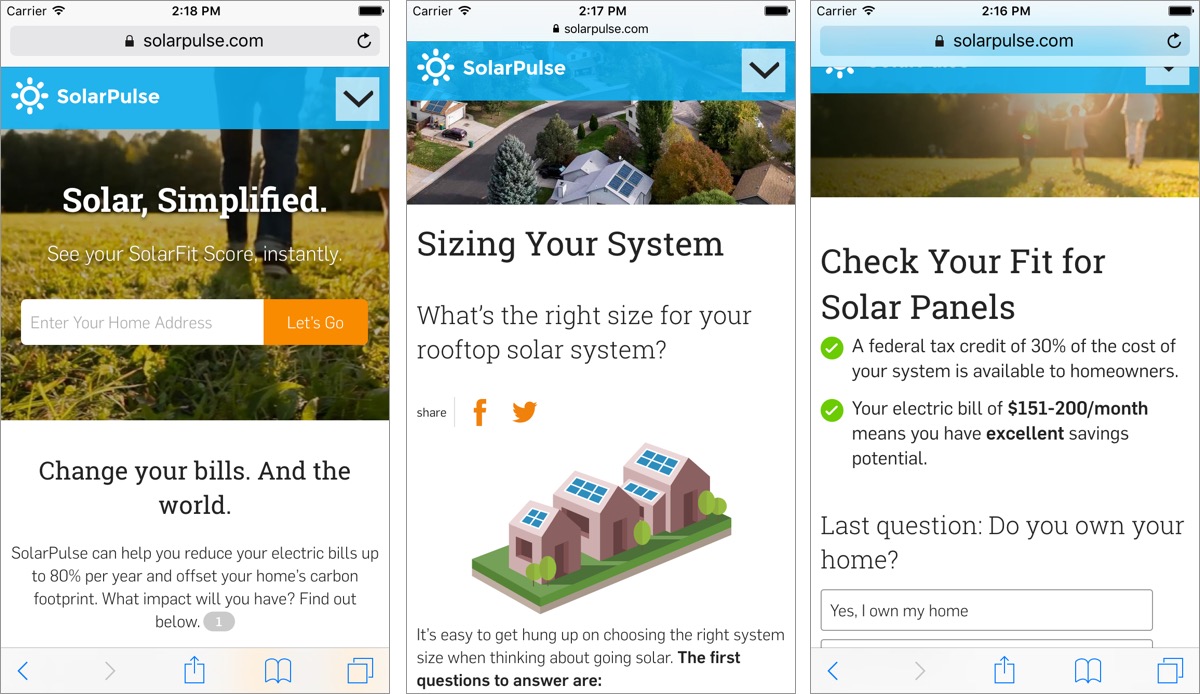 Carrier 2:18 PM
solarpulse.com
SolarPulse
Solar, Simplified.
See your SolarFit Score, instantly.
Enter Your Home Address
Let's Go
Change your bills. And the
world.
SolarPulse can help you reduce your electric bills up
to 80% per year and offset your home's carbon
footprint. What impact will you have? Find out
below. 1
Carrier 2:17 PM
solarpulse.com
SolarPulse
Sizing Your System
What's the right size for your
rooftop solar system?
share
It's easy to get hung up on choosing the right system
size when thinking about going solar. The first
questions to answer are:
Carrier 2:16 PM
solarpulse.com
Check Your Fit for
Solar Panels
A federal tax credit of 30% of the cost of
your system is available to homeowners.
Your electric bill of $151-200/month
means you have excellent savings
potential.
Last question: Do you own your
home?
Yes, I own my home